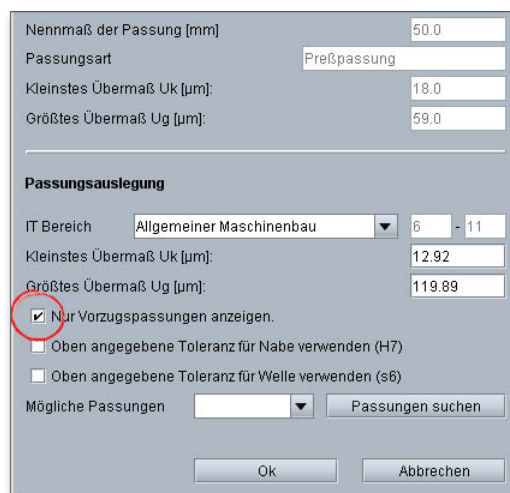 Nennmaß der Passung [mm] 50.0
Passungsart Preßpassung
Kleinstes Übermaß Uk [µm]: 18.0
Größtes Übermaß Ug [µm]: 59.0
Passungsauslegung
IT Bereich Allgemeiner Maschinenbau 6 - 11
Kleinstes Übermaß Uk [µm]: 12.92
Größtes Übermaß Ug [µm]: 119.89
Nur Vorzugspassungen anzeigen.
Oben angegebene Toleranz für Nabe verwenden (H7)
Oben angegebene Toleranz für Welle verwenden (s6)
Mögliche Passungen Passungen suchen
Ok Abbrechen